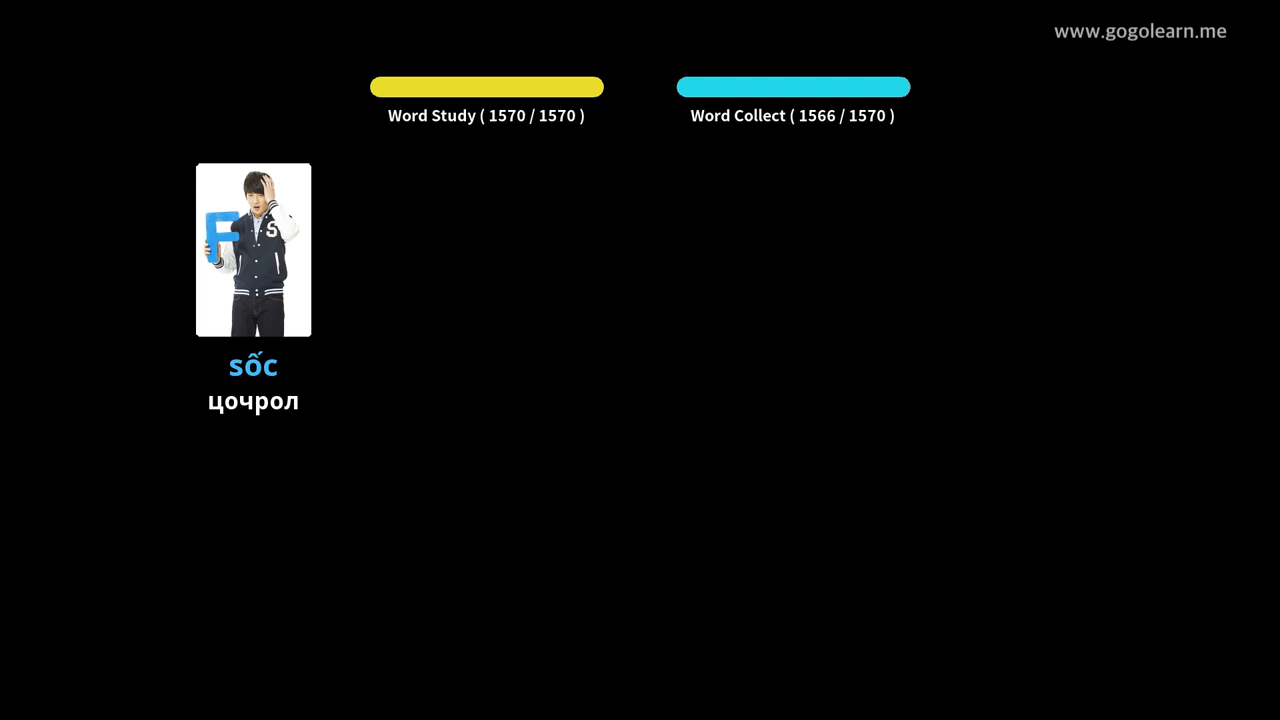 www.gogolearn.me
Word Study ( 1570 / 1570 )
Word Collect ( 1566 / 1570 )
F
S
sốc
цочрол